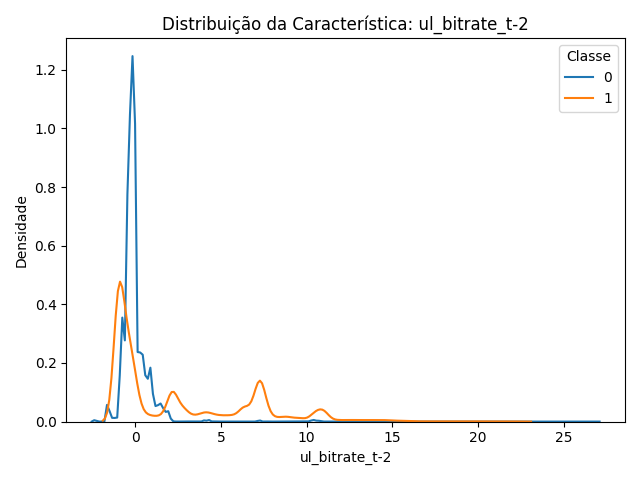 Distribuição da Característica: ul_bitrate_t-2
Classe
0
1
Densidade
1.2
1.0
0.8
0.6
0.4
0.2
0.0
0 5 10 15 20 25
ul_bitrate_t-2